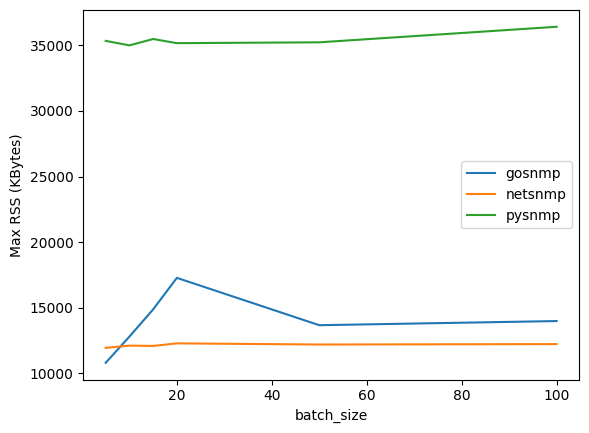 35000
30000
25000
20000
15000
10000
Max RSS (KBytes)
gosnmp
netsnmp
pysnmp
20 40 60 80 100
batch_size